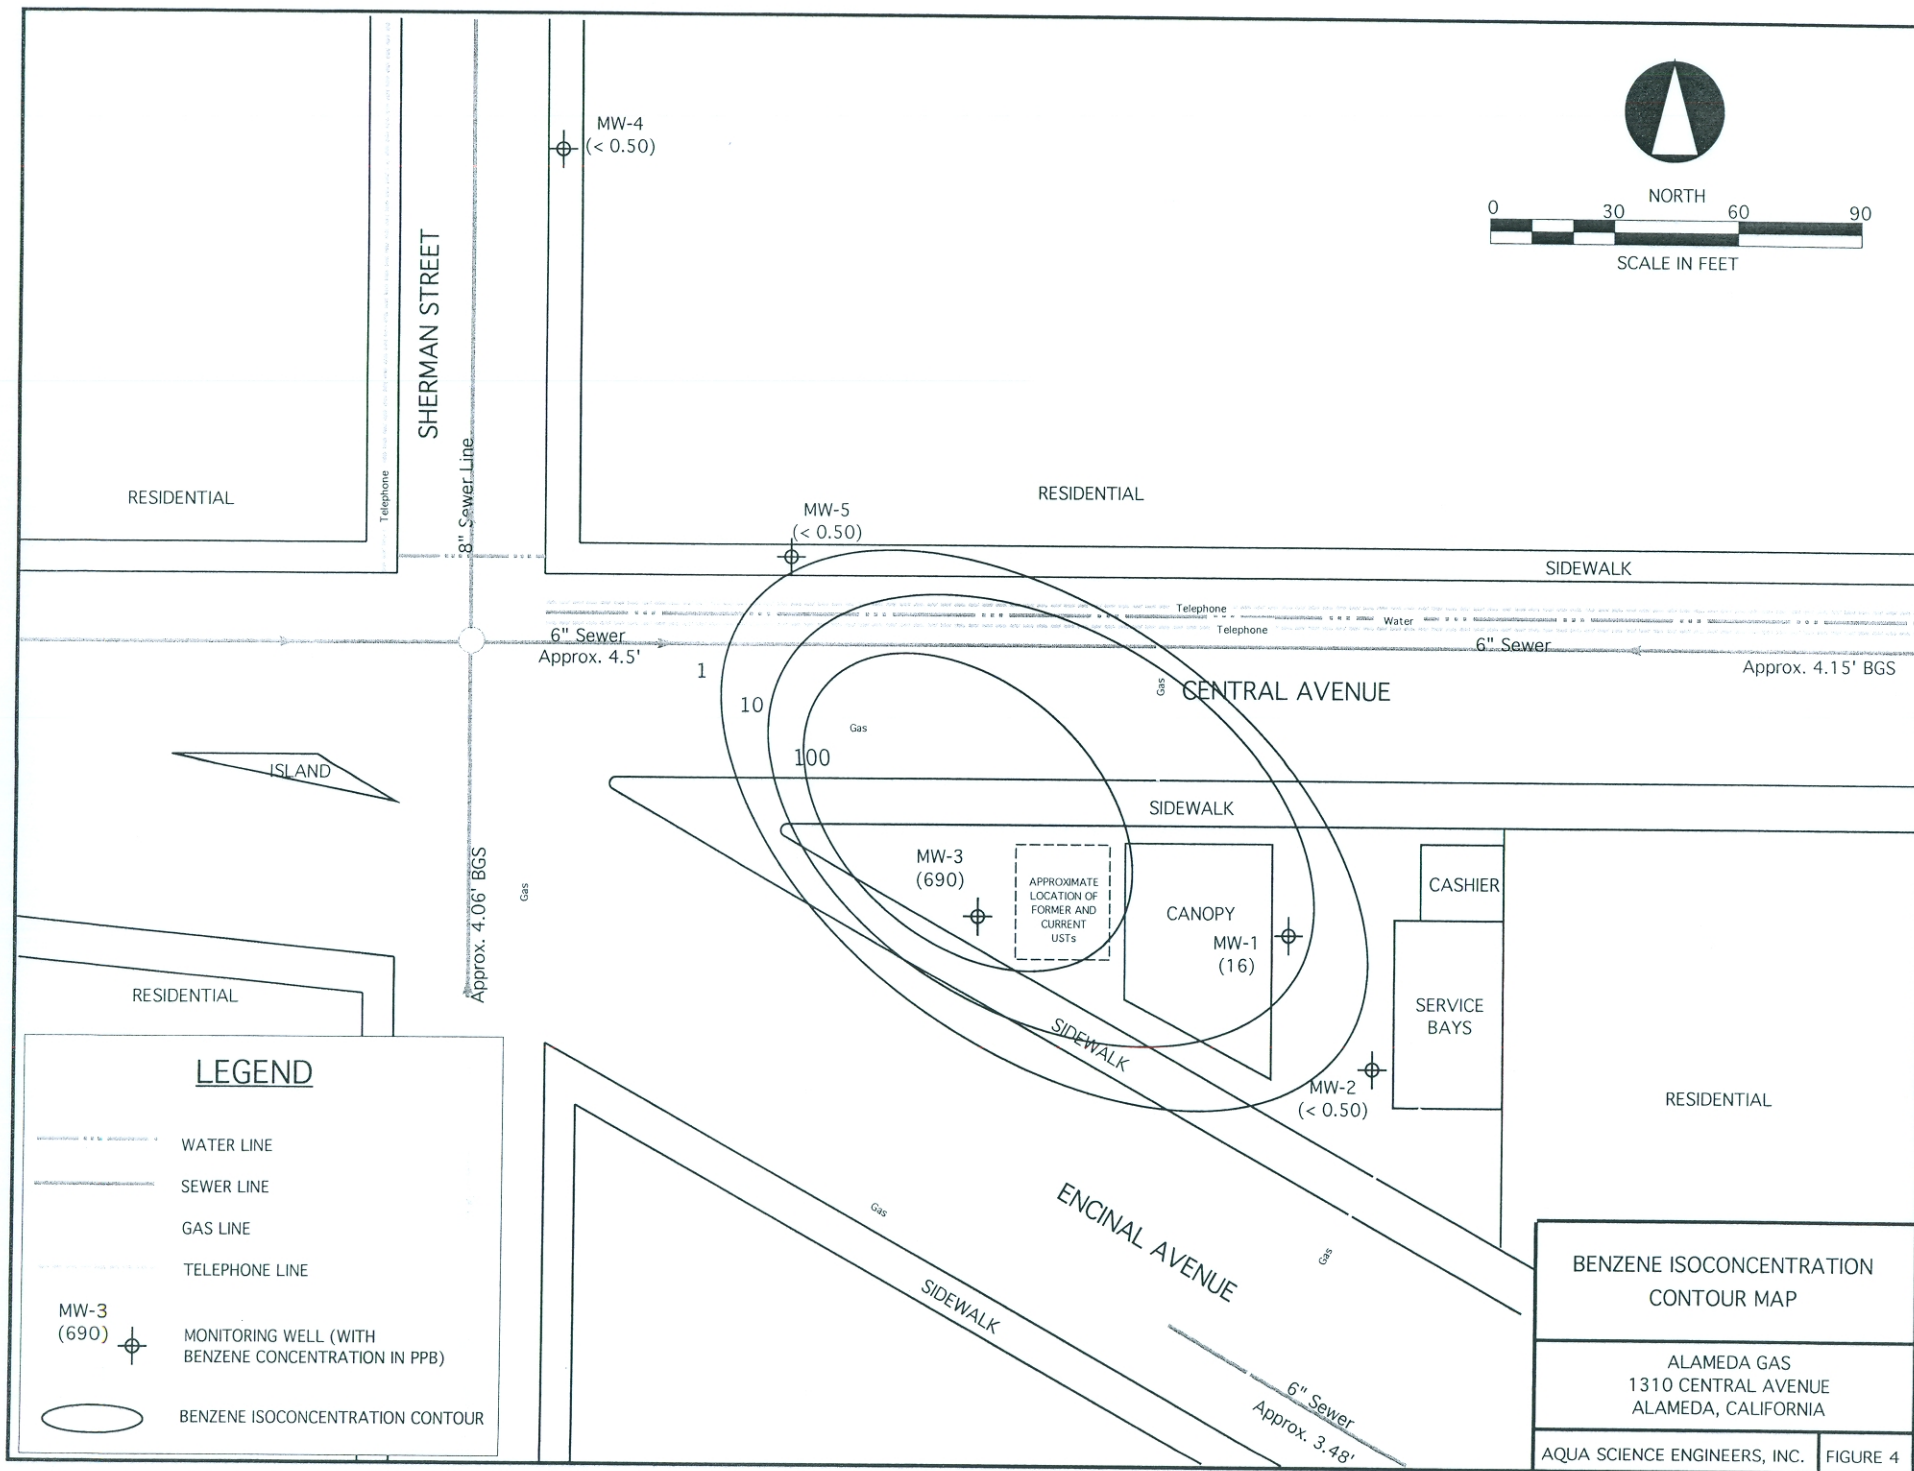 MW-4
(< 0.50)
NORTH
0 30 60 90
SCALE IN FEET
SHERMAN STREET
Telephone
8" Sewer Line
RESIDENTIAL
RESIDENTIAL
MW-5
(< 0.50)
SIDEWALK
Telephone
Water
Telephone
6" Sewer
Approx. 4.5'
6" Sewer
Approx. 4.15' BGS
1
10
100
Gas
Gas
CENTRAL AVENUE
ISLAND
SIDEWALK
MW-3
(690)
APPROXIMATE
LOCATION OF
FORMER AND
CURRENT
USTs
CANOPY
MW-1
(16)
CASHIER
SERVICE
BAYS
Gas
Approx. 4.06' BGS
RESIDENTIAL
SIDEWALK
MW-2
(< 0.50)
RESIDENTIAL
LEGEND
WATER LINE
SEWER LINE
GAS LINE
TELEPHONE LINE
MW-3
(690)
MONITORING WELL (WITH
BENZENE CONCENTRATION IN PPB)
BENZENE ISOCONCENTRATION CONTOUR
Gas
ENCINAL AVENUE
Gas
SIDEWALK
6" Sewer
Approx. 3.48'
BENZENE ISOCONCENTRATION
CONTOUR MAP
ALAMEDA GAS
1310 CENTRAL AVENUE
ALAMEDA, CALIFORNIA
AQUA SCIENCE ENGINEERS, INC.
FIGURE 4